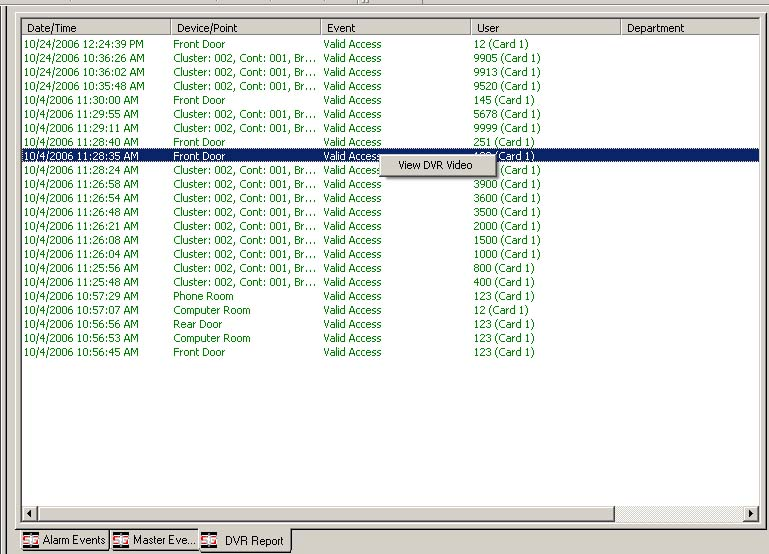 Date/Time Device/Point Event User Department
10/24/2006 12:24:39 PM Front Door Valid Access 12 (Card 1)
10/24/2006 10:36:26 AM Cluster: 002, Cont: 001, Br... Valid Access 9905 (Card 1)
10/24/2006 10:36:02 AM Cluster: 002, Cont: 001, Br... Valid Access 9913 (Card 1)
10/24/2006 10:35:48 AM Cluster: 002, Cont: 001, Br... Valid Access 9520 (Card 1)
10/4/2006 11:30:00 AM Front Door Valid Access 145 (Card 1)
10/4/2006 11:29:55 AM Cluster: 002, Cont: 001, Br... Valid Access 5678 (Card 1)
10/4/2006 11:29:11 AM Cluster: 002, Cont: 001, Br... Valid Access 9999 (Card 1)
10/4/2006 11:28:40 AM Front Door Valid Access 251 (Card 1)
10/4/2006 11:28:35 AM Front Door Valid Access (Card 1)
View DVR Video
10/4/2006 11:28:24 AM Cluster: 002, Cont: 001, Br... Valid Access (Card 1)
10/4/2006 11:26:58 AM Cluster: 002, Cont: 001, Br... Valid Access 3900 (Card 1)
10/4/2006 11:26:54 AM Cluster: 002, Cont: 001, Br... Valid Access 3600 (Card 1)
10/4/2006 11:26:48 AM Cluster: 002, Cont: 001, Br... Valid Access 3500 (Card 1)
10/4/2006 11:26:21 AM Cluster: 002, Cont: 001, Br... Valid Access 2000 (Card 1)
10/4/2006 11:26:08 AM Cluster: 002, Cont: 001, Br... Valid Access 1500 (Card 1)
10/4/2006 11:26:04 AM Cluster: 002, Cont: 001, Br... Valid Access 1000 (Card 1)
10/4/2006 11:25:56 AM Cluster: 002, Cont: 001, Br... Valid Access 800 (Card 1)
10/4/2006 11:25:48 AM Cluster: 002, Cont: 001, Br... Valid Access 400 (Card 1)
10/4/2006 10:57:29 AM Phone Room Valid Access 123 (Card 1)
10/4/2006 10:57:07 AM Computer Room Valid Access 12 (Card 1)
10/4/2006 10:56:56 AM Rear Door Valid Access 123 (Card 1)
10/4/2006 10:56:53 AM Computer Room Valid Access 123 (Card 1)
10/4/2006 10:56:45 AM Front Door Valid Access 123 (Card 1)
SG Alarm Events SG Master Eve... SG DVR Report